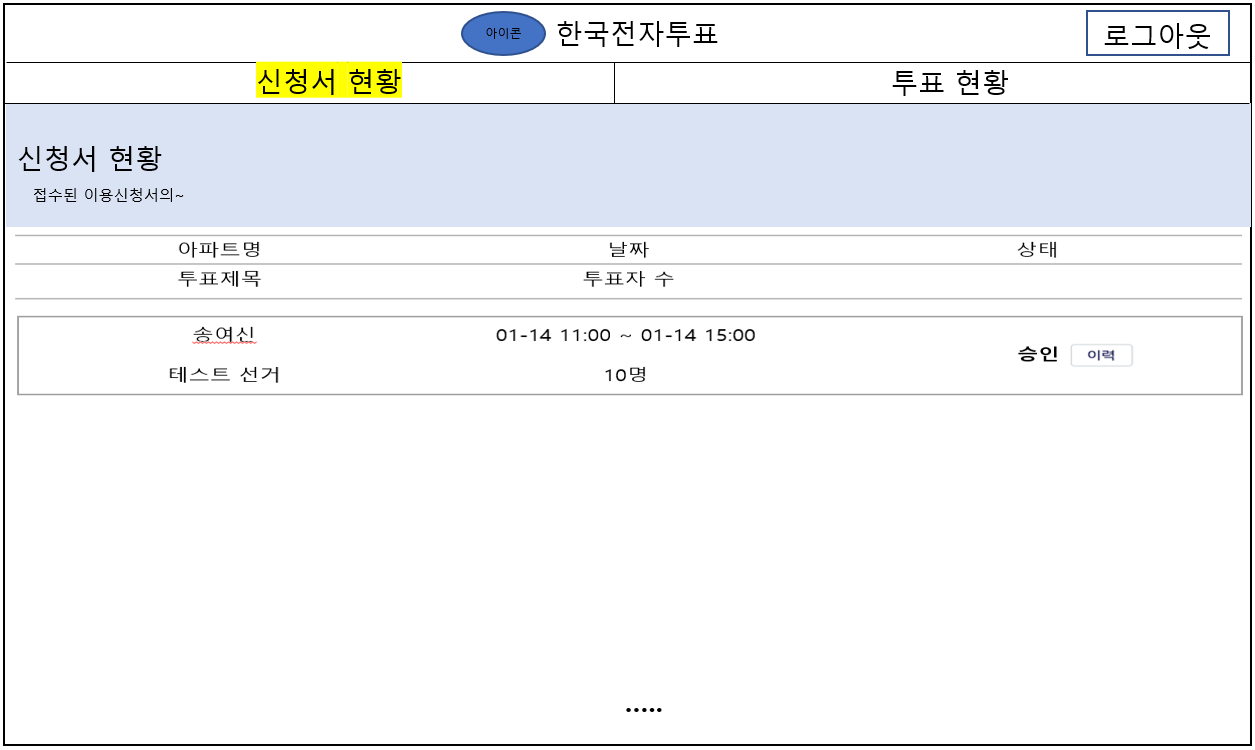 아이콘 한국전자투표 로그아웃
신청서 현황 투표 현황
신청서 현황
접수된 이용신청서의~
아파트명 날짜 상태
투표제목 투표자 수
송여신 01-14 11:00 ~ 01-14 15:00
승인 이력
테스트 선거 10명
.....